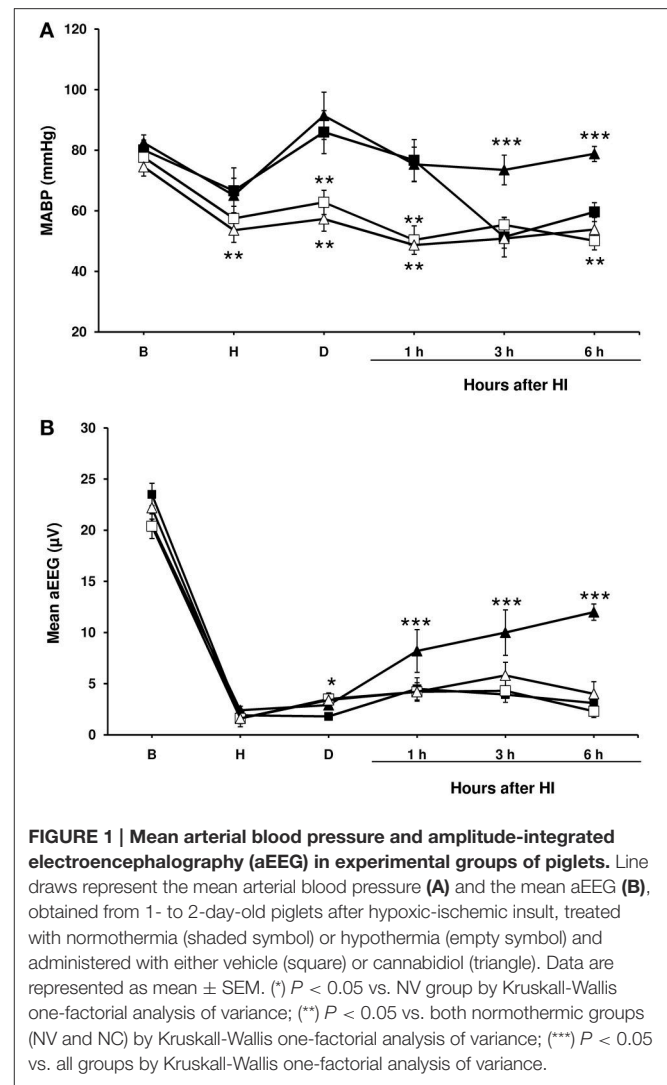 A
120
100
80
60
40
20
MABP (mmHg)
*** ***
** **
** ** ** **
B H D 1 h 3 h 6 h
Hours after HI
B
30
25
20
15
10
5
0
Mean aEEG (µV)
* *** *** ***
B H D 1 h 3 h 6 h
Hours after HI
FIGURE 1 | Mean arterial blood pressure and amplitude-integrated
electroencephalography (aEEG) in experimental groups of piglets. Line
draws represent the mean arterial blood pressure (A) and the mean aEEG (B),
obtained from 1- to 2-day-old piglets after hypoxic-ischemic insult, treated
with normothermia (shaded symbol) or hypothermia (empty symbol) and
administered with either vehicle (square) or cannabidiol (triangle). Data are
represented as mean ± SEM. (*) P < 0.05 vs. NV group by Kruskall-Wallis
one-factorial analysis of variance; (**) P < 0.05 vs. both normothermic groups
(NV and NC) by Kruskall-Wallis one-factorial analysis of variance; (***) P < 0.05
vs. all groups by Kruskall-Wallis one-factorial analysis of variance.